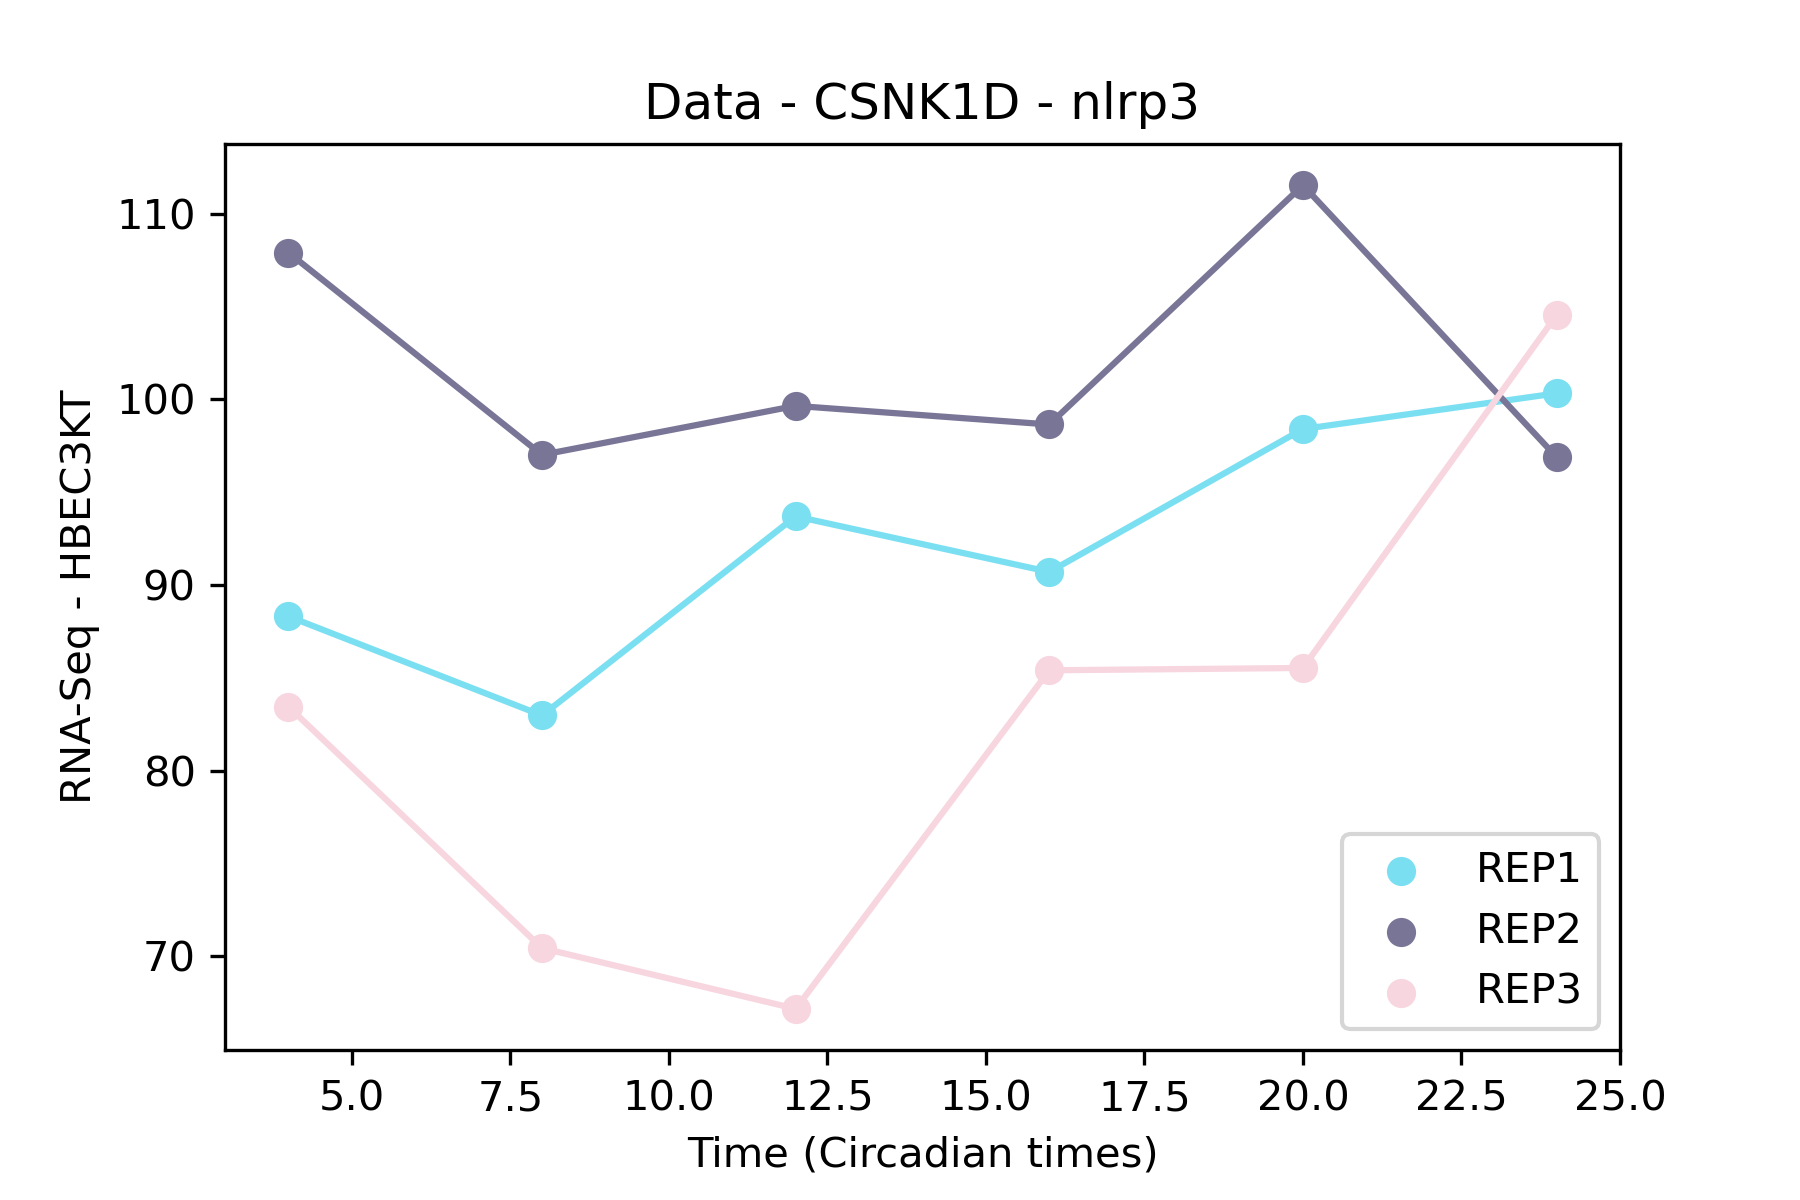 Data - CSNK1D - nlrp3
RNA-Seq - HBEC3KT
110
100
90
80
70
REP1
REP2
REP3
5.0 7.5 10.0 12.5 15.0 17.5 20.0 22.5 25.0
Time (Circadian times)